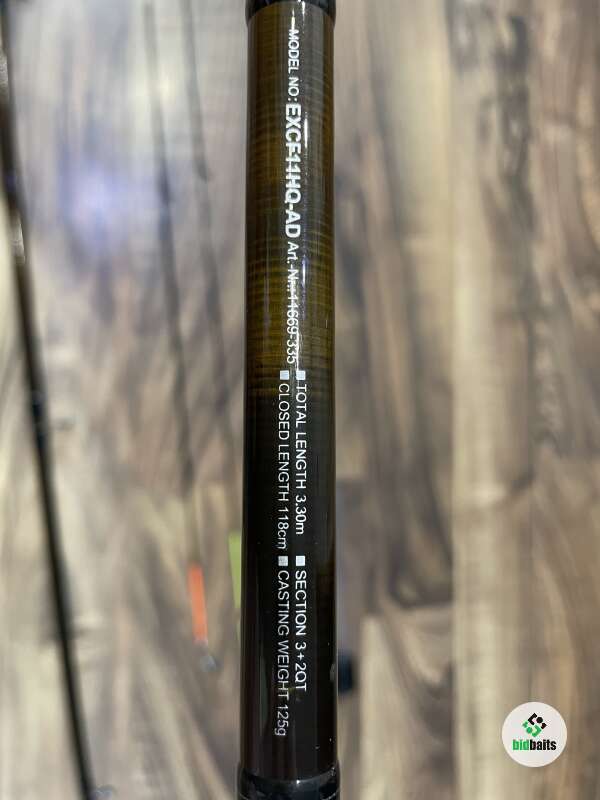 MODEL NO: EXCF11HQ-AD Art.-Nr.:11669-335
■ TOTAL LENGTH 3,30m ■ SECTION 3+2QT
■ CLOSED LENGTH 118cm ■ CASTING WEIGHT 125g
bidbaits